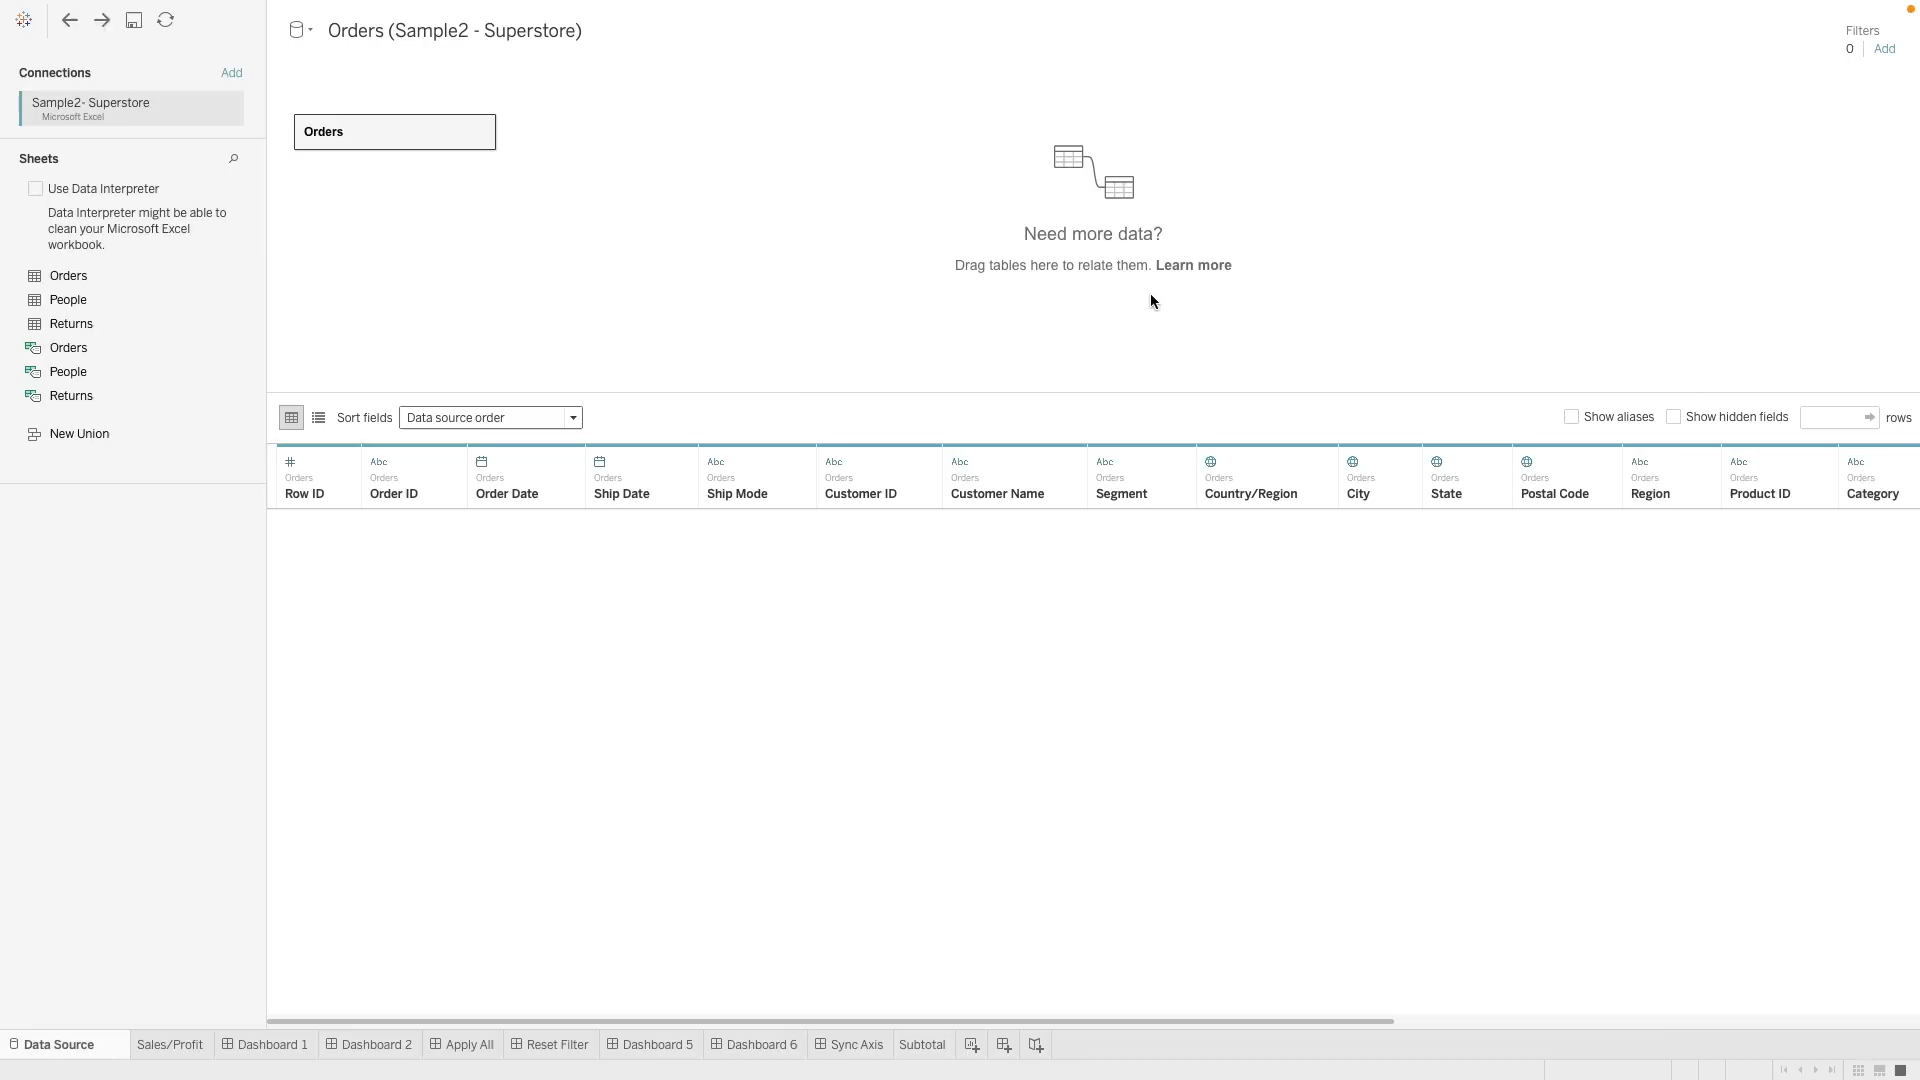 Orders (Sample2 - Superstore)
Filters
0 Add
Connections Add
Sample2- Superstore
Microsoft Excel
Orders
Sheets
Use Data Interpreter
Data Interpreter might be able to
clean your Microsoft Excel
workbook.
Orders
People
Returns
Orders
People
Returns
New Union
Need more data?
Drag tables here to relate them. Learn more
Sort fields Data source order Show aliases Show hidden fields rows
# Abc Abc Abc Abc Abc Abc Abc Abc
Orders Orders Orders Orders Orders Orders Orders Orders Orders Orders Orders Orders Orders Orders Orders
Row ID Order ID Order Date Ship Date Ship Mode Customer ID Customer Name Segment Country/Region City State Postal Code Region Product ID Category
Data Source Sales/Profit Dashboard 1 Dashboard 2 Apply All Reset Filter Dashboard 5 Dashboard 6 Sync Axis Subtotal